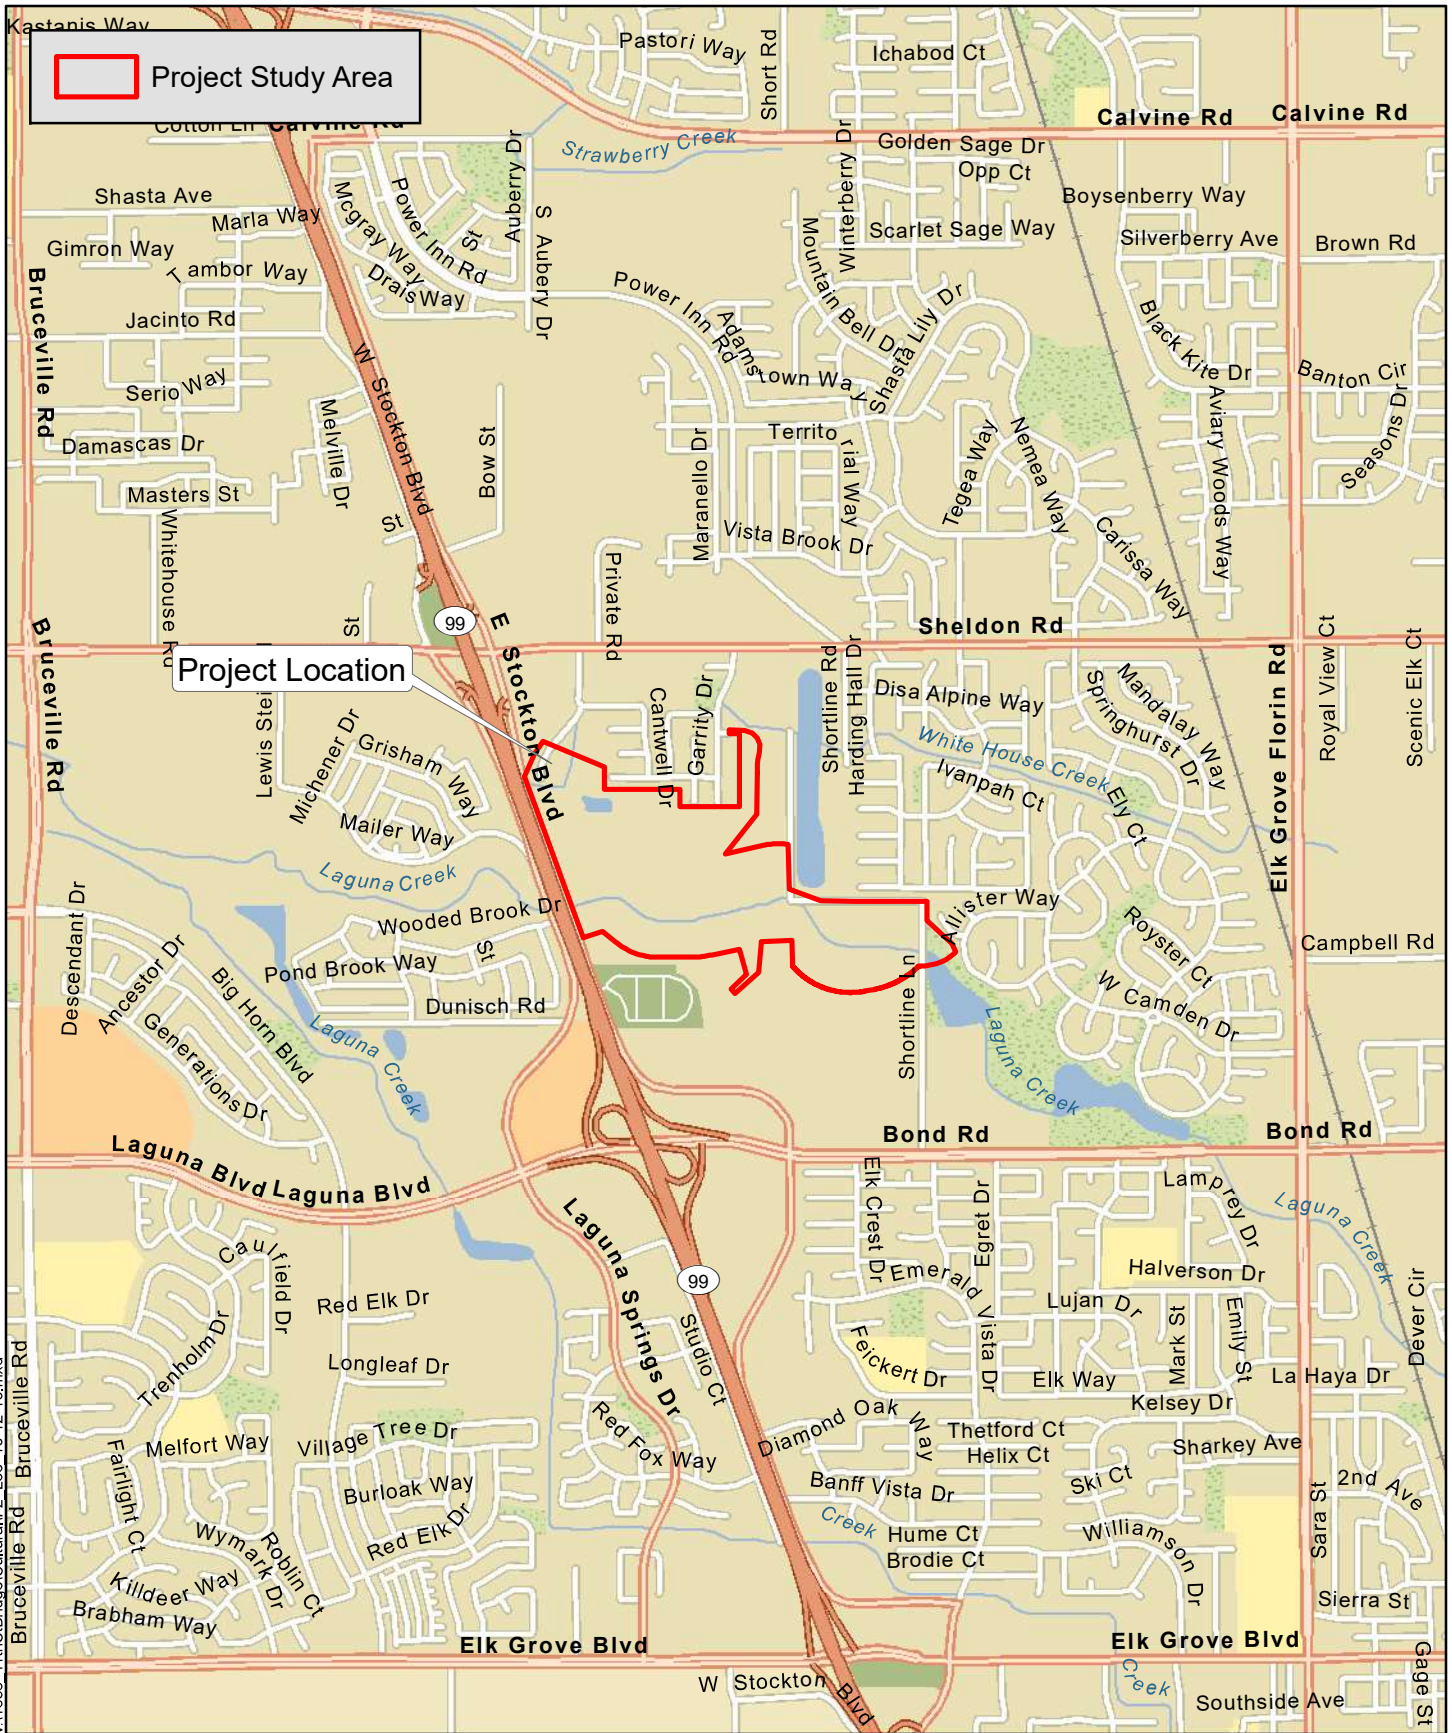 Kastanis Way
Project Study Area
Pastori Way
Short Rd
Ichabod Ct
Calvine Rd
Calvine Rd
Cotton Ln
Calvine Rd
Strawberry Creek
Golden Sage Dr
Opp Ct
Winterberry Dr
Auberry Dr
Shasta Ave
Marla Way
Mcgray Way
Power Inn Rd
St
S Aubery Dr
Boysenberry Way
Scarlet Sage Way
Silverberry Ave
Brown Rd
Gimron Way
Tambor Way
Drais Way
Mountain Bell Dr
Bruceville Rd
Jacinto Rd
Power Inn Rd
Adamstown Way
Shasta Lily Dr
Black Kite Dr
Banton Cir
W Stockton Blvd
Serio Way
Melville Dr
Bow St
Damascas Dr
Maranello Dr
Territorial Way
Tegea Way
Nemea Way
Aviary Woods Way
Seasons Dr
Masters St
St
Whitehouse Rd
Vista Brook Dr
Carissa Way
Private Rd
St
99
E Stockton Blvd
Sheldon Rd
Bruceville Rd
Project Location
Elk Grove Florin Rd
Royal View Ct
Scenic Elk Ct
Shortline Rd
Harding Hall Dr
Disa Alpine Way
Mandalay Way
Springhurst Dr
Cantwell Dr
Garrity Dr
Michener Dr
Grisham Way
White House Creek
Ivanpah Ct
Ely Ct
Mailer Way
Laguna Creek
Descendant Dr
Wooded Brook Dr
Allister Way
Royster Ct
Campbell Rd
Ancestor Dr
Pond Brook Way
St
Big Horn Blvd
Dunisch Rd
Shortline Ln
W Camden Dr
Generations Dr
Laguna Creek
Laguna Creek
Laguna Blvd
Laguna Blvd
Bond Rd
Bond Rd
Laguna Springs Dr
Elk Crest Dr
Egret Dr
Lamprey Dr
Laguna Creek
Caulfield Dr
99
Emerald Vista Dr
Halverson Dr
Red Elk Dr
Lujan Dr
Mark St
Emily St
Dever Cir
Trenholm Dr
Studio Ct
Longleaf Dr
Feickert Dr
Elk Way
La Haya Dr
Bruceville Rd
Kelsey Dr
Melfort Way
Village Tree Dr
Red Fox Way
Diamond Oak Way
Thetford Ct
Helix Ct
Sharkey Ave
Fairlight Ct
Burloak Way
Banff Vista Dr
Ski Ct
2nd Ave
Sara St
Bruceville Rd
Wymark Dr
Roblin Ct
Red Elk Dr
Creek
Hume Ct
Williamson Dr
Brodie Ct
Killdeer Way
Brabham Way
Sierra St
Elk Grove Blvd
Elk Grove Blvd
W Stockton Blvd
Creek
Southside Ave
Gage St